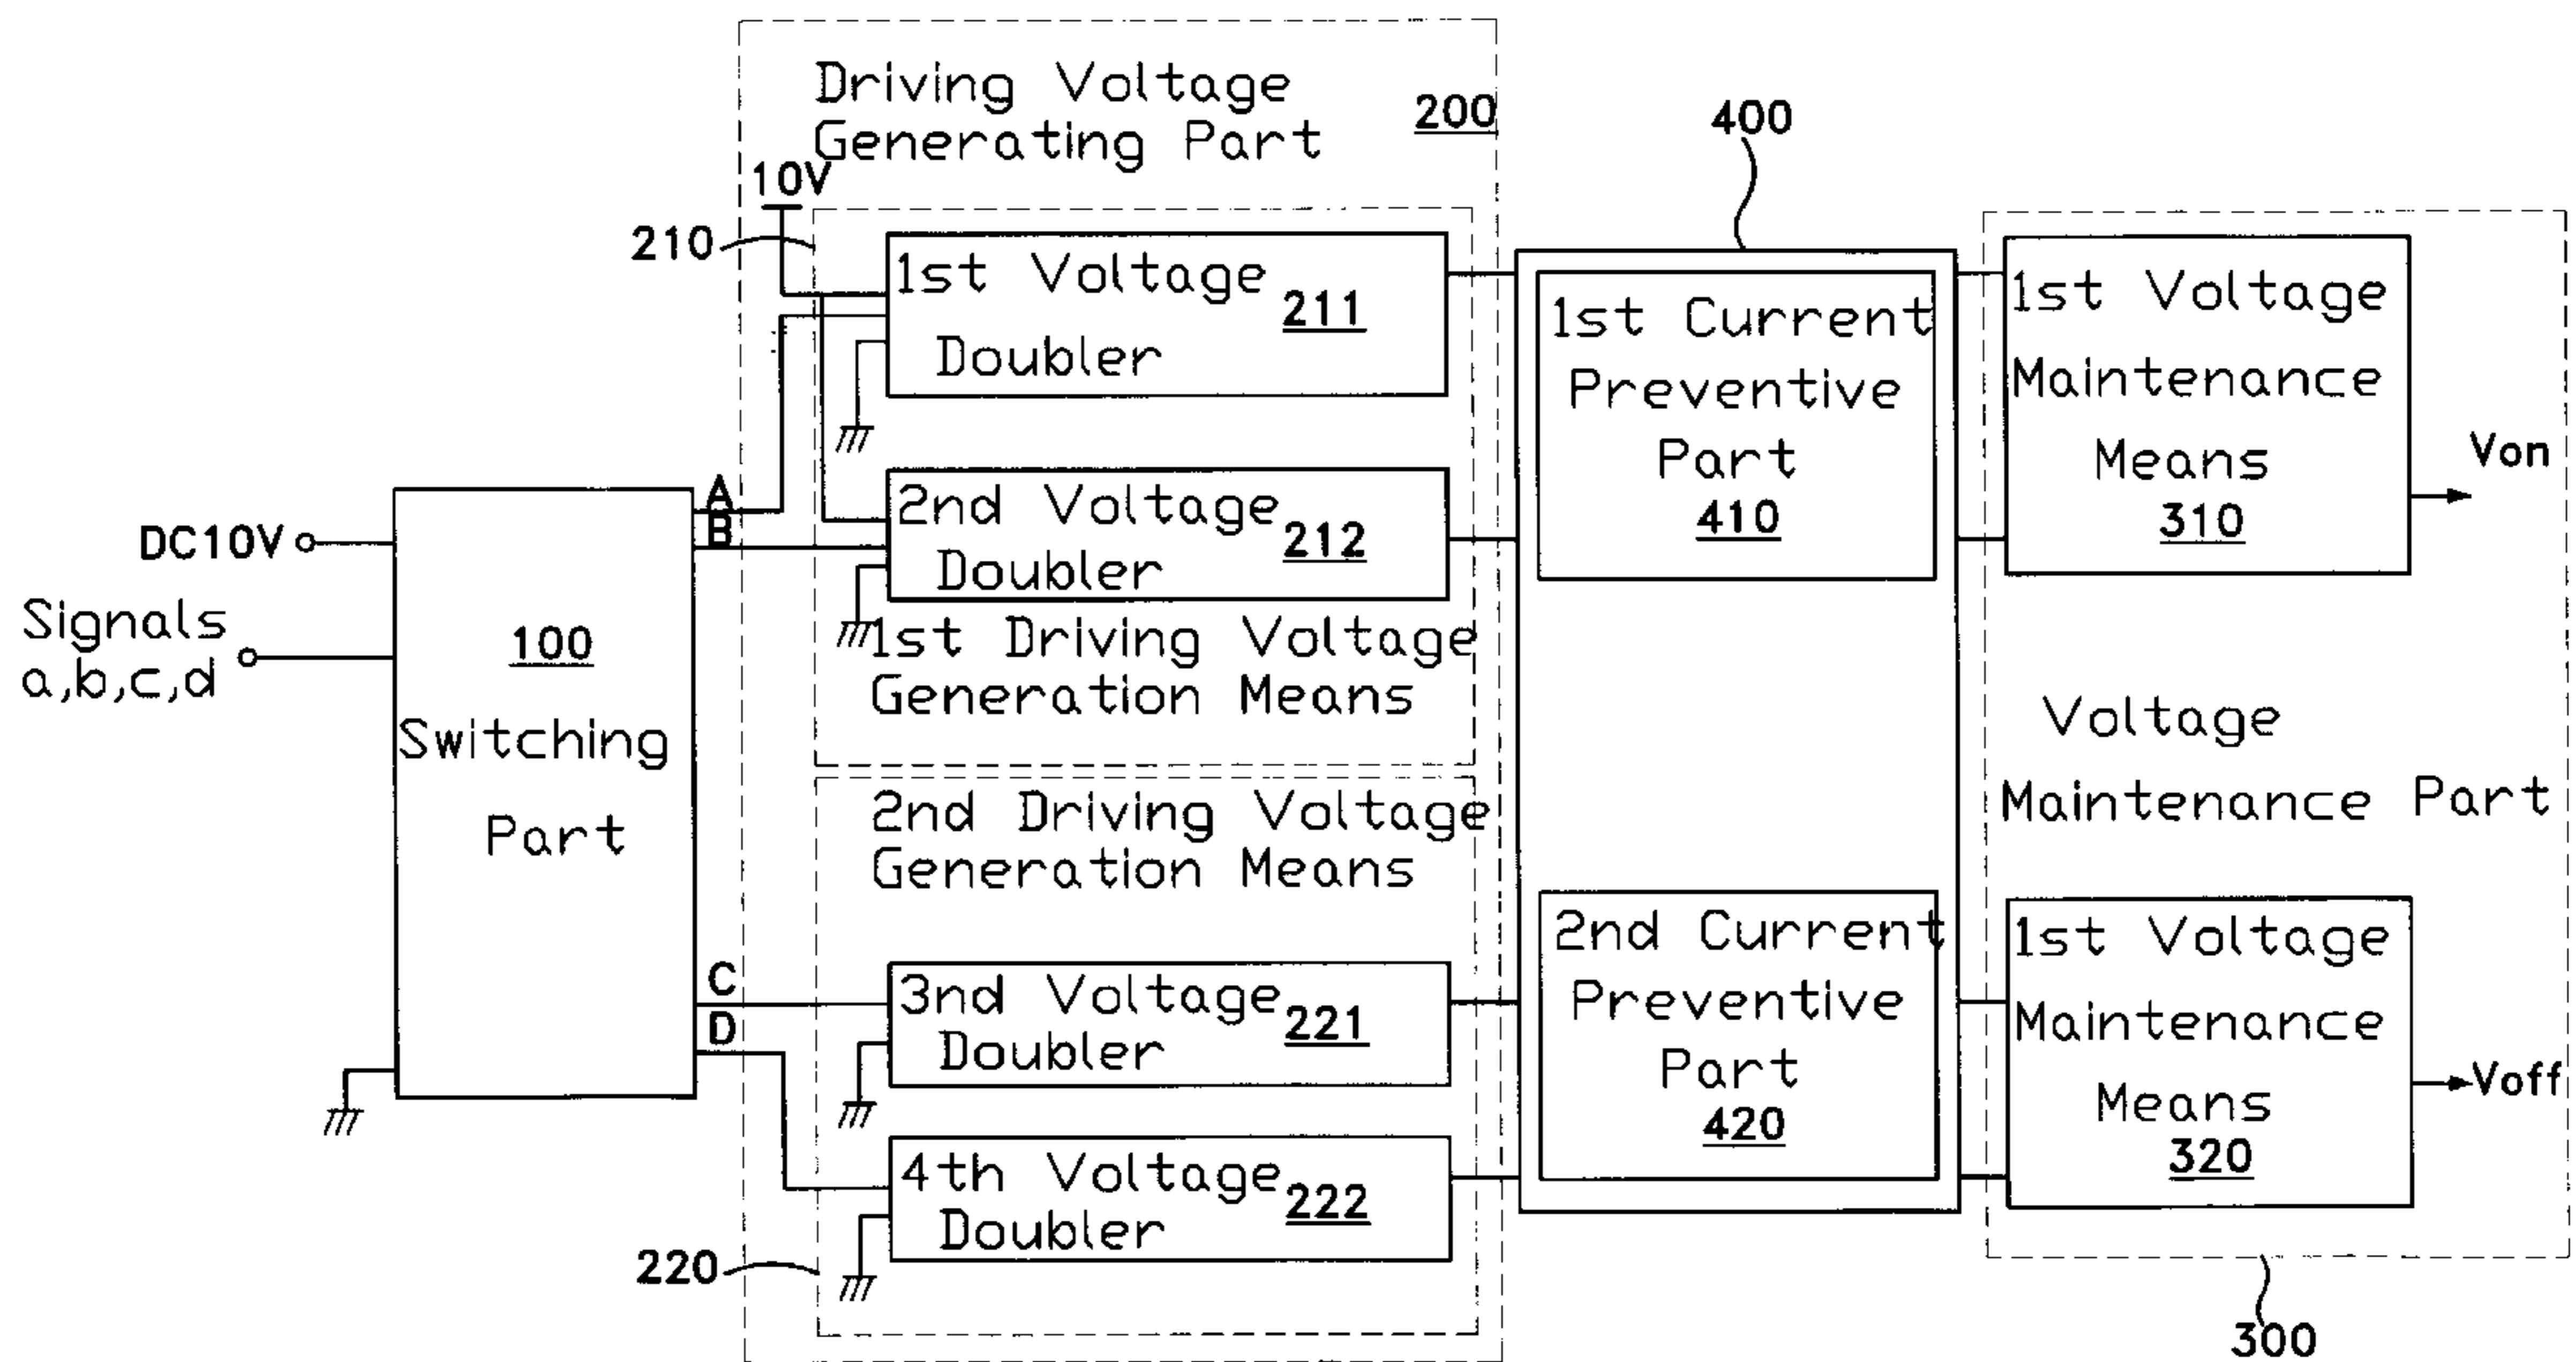 Driving Voltage
Generating Part
200
10V
210
1st Voltage
Doubler
211
2nd Voltage
Doubler
212
1st Driving Voltage
Generation Means
DC10V
Signals
a,b,c,d
100
Switching
Part
A
B
C
D
2nd Driving Voltage
Generation Means
3nd Voltage
Doubler
221
4th Voltage
Doubler
222
220
400
1st Current
Preventive
Part
410
2nd Current
Preventive
Part
420
1st Voltage
Maintenance
Means
310
Von
Voltage
Maintenance Part
1st Voltage
Maintenance
Means
320
Voff
300